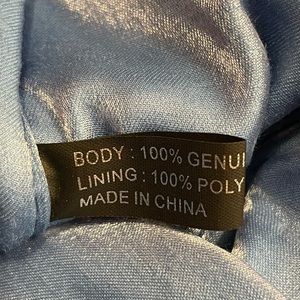 BODY : 100% GENUI
LINING : 100% POLY
MADE IN CHINA